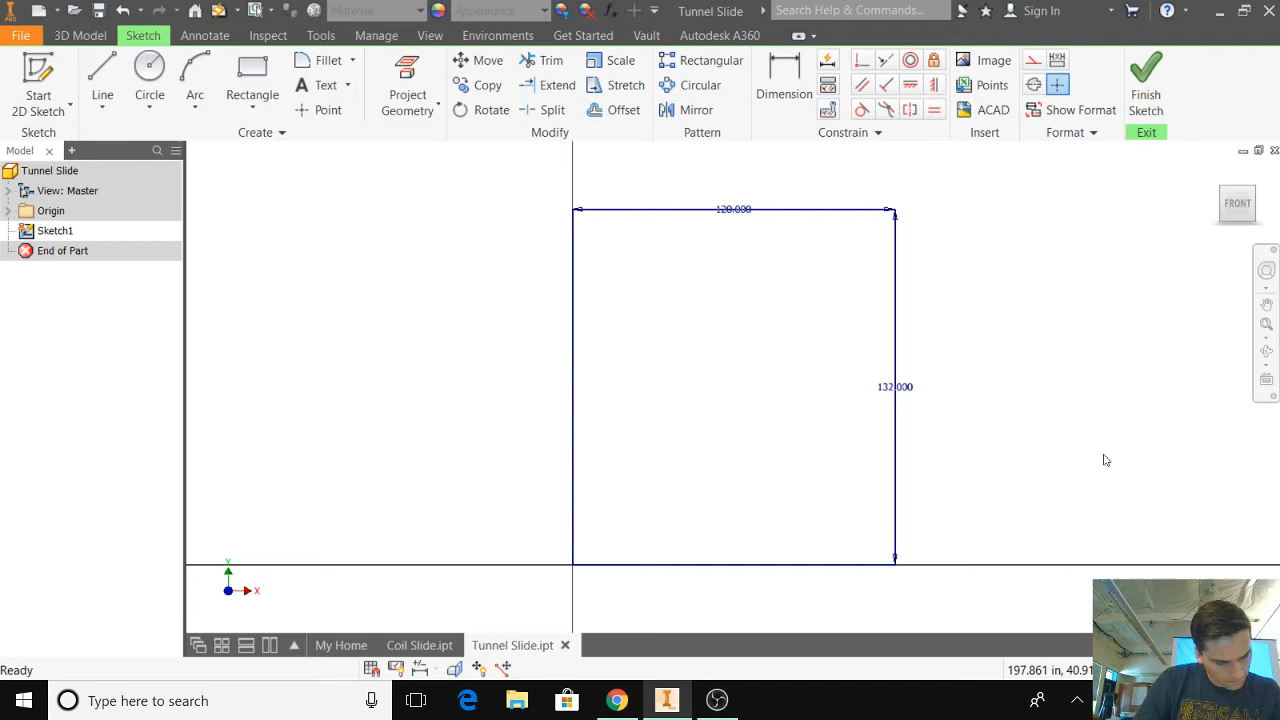 PRO
Material
Appearance
Tunnel Slide
Search Help & Commands...
Sign In
File
3D Model
Sketch
Annotate
Inspect
Tools
Manage
View
Environments
Get Started
Vault
Autodesk A360
Start
2D Sketch
Line
Circle
Arc
Rectangle
Fillet
Text
Point
Project
Geometry
Move
Copy
Rotate
Trim
Extend
Split
Scale
Stretch
Offset
Rectangular
Circular
Mirror
Dimension
Image
Points
ACAD
Show Format
Finish
Sketch
Sketch
Create
Modify
Pattern
Constrain
Insert
Format
Exit
Model
Tunnel Slide
View: Master
Origin
Sketch1
End of Part
120.000
132.000
FRONT
Y
X
My Home
Coil Slide.ipt
Tunnel Slide.ipt
Ready
197.861 in, 40.91
Type here to search